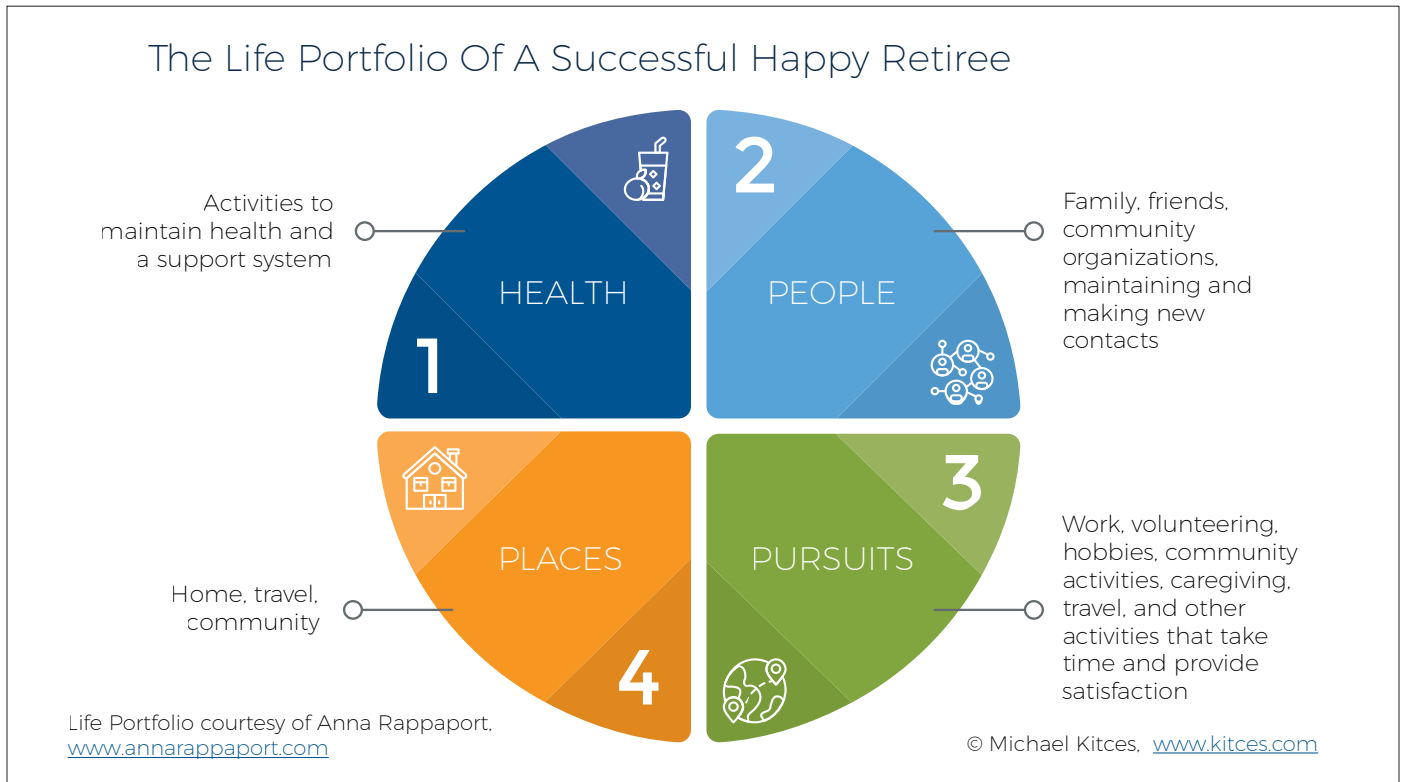 The Life Portfolio Of A Successful Happy Retiree
Activities to
maintain health and
a support system
HEALTH
1
2
PEOPLE
Family, friends,
community
organizations,
maintaining and
making new
contacts
3
PURSUITS
Work, volunteering,
hobbies, community
activities, caregiving,
travel, and other
activities that take
time and provide
satisfaction
PLACES
4
Home, travel,
community
Life Portfolio courtesy of Anna Rappaport,
www.annarappaport.com
© Michael Kitces, www.kitces.com